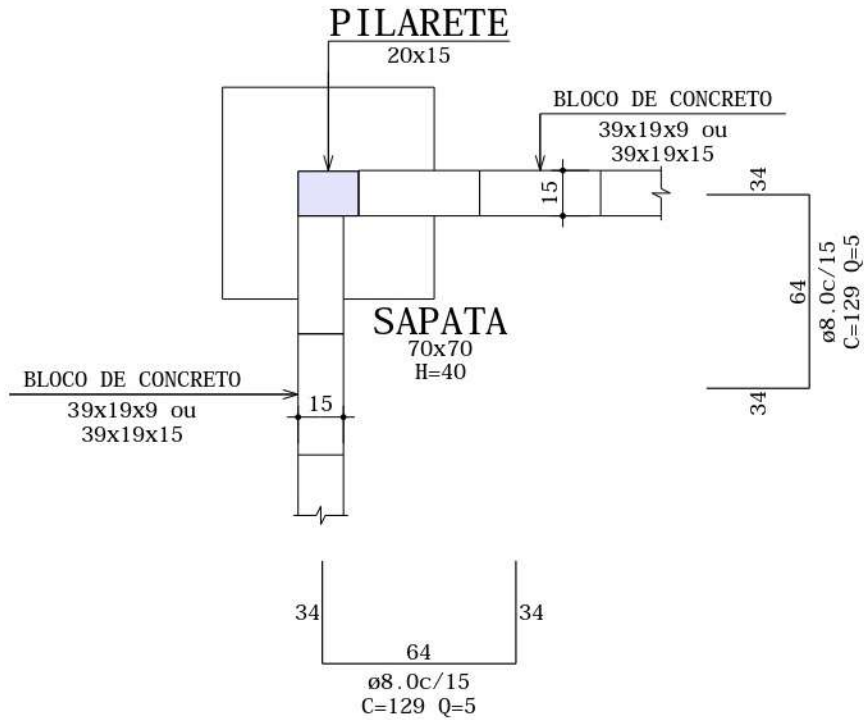 PILARETE
20x15
BLOCO DE CONCRETO
39x19x9 ou
39x19x15
15
34
64
ø8.0c/15
C=129 Q=5
34
SAPATA
70x70
H=40
BLOCO DE CONCRETO
39x19x9 ou
39x19x15
15
34
34
64
ø8.0c/15
C=129 Q=5